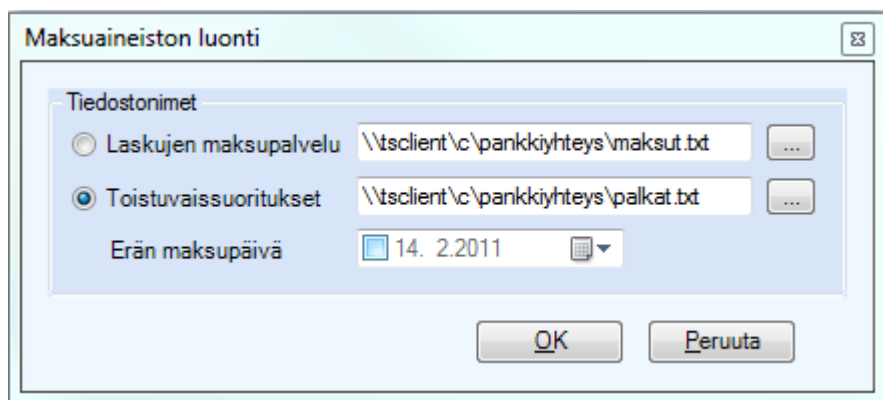 Maksuaineiston luonti
Tiedostonimet
Laskujen maksupalvelu \\tsclient\c\pankkiyhteys\maksut.txt ...
Toistuvaissuoritukset \\tsclient\c\pankkiyhteys\palkat.txt ...
Erän maksupäivä 14. 2.2011
OK Peruuta